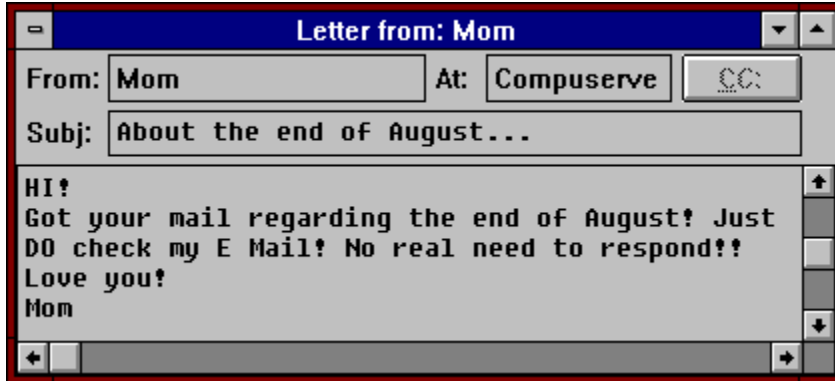 Letter from: Mom
From: Mom At: Compuserve CC:
Subj: About the end of August...
HI!
Got your mail regarding the end of August! Just
DO check my E Mail! No real need to respond!!
Love you!
Mom